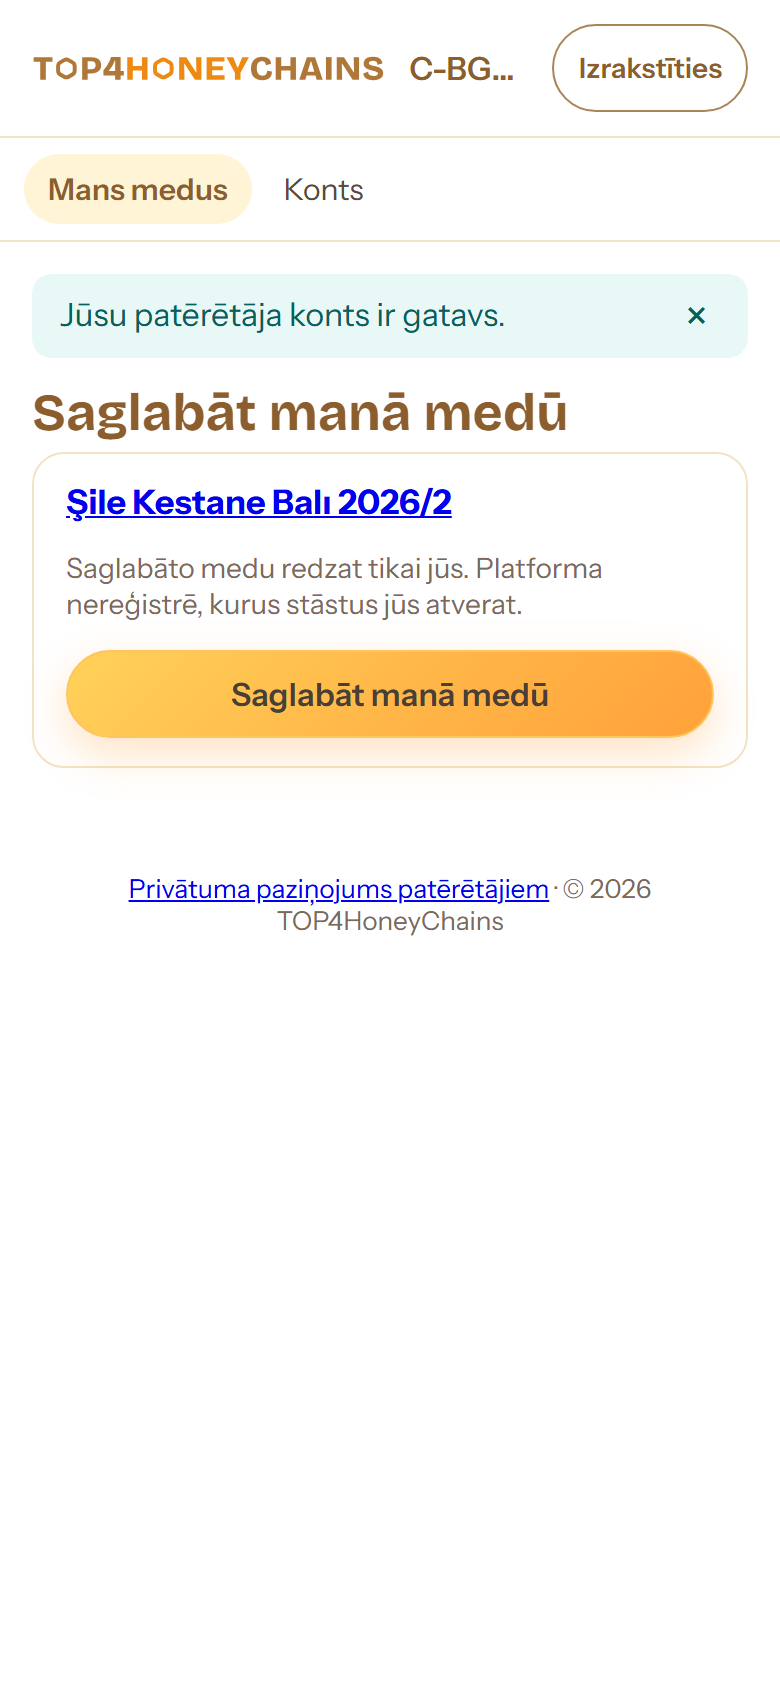 TOP4HONEYCHAINS C-BG... Izrakstīties
Mans medus Konts
Jūsu patērētāja konts ir gatavs. ×
Saglabāt manā medū
Şile Kestane Balı 2026/2
Saglabāto medu redzat tikai jūs. Platforma
nereģistrē, kurus stāstus jūs atverat.
Saglabāt manā medū
Privātuma paziņojums patērētājiem · © 2026
TOP4HoneyChains